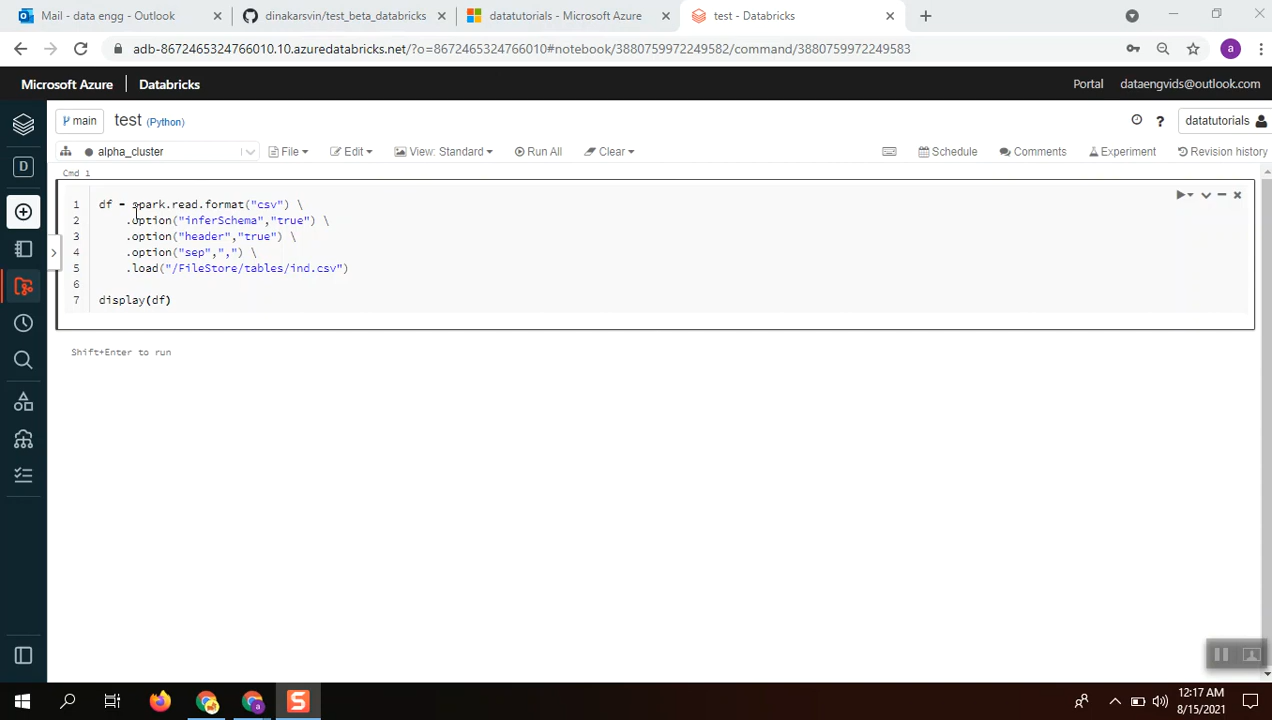 Mail - data engg - Outlook
dinakarsvin/test_beta_databricks
datatutorials - Microsoft Azure
test - Databricks
adb-8672465324766010.10.azuredatabricks.net/?o=8672465324766010#notebook/3880759972249582/command/3880759972249583
a
Microsoft Azure
Databricks
Portal
dataengvids@outlook.com
main
test (Python)
?
datatutorials
alpha_cluster
File
Edit
View: Standard
Run All
Clear
Schedule
Comments
Experiment
Revision history
D
Cmd 1
1 df = spark.read.format("csv") \
2 .option("inferSchema","true") \
3 .option("header","true") \
4 .option("sep",",") \
5 .load("/FileStore/tables/ind.csv")
6
7 display(df)
Shift+Enter to run
a
S
12:17 AM
8/15/2021